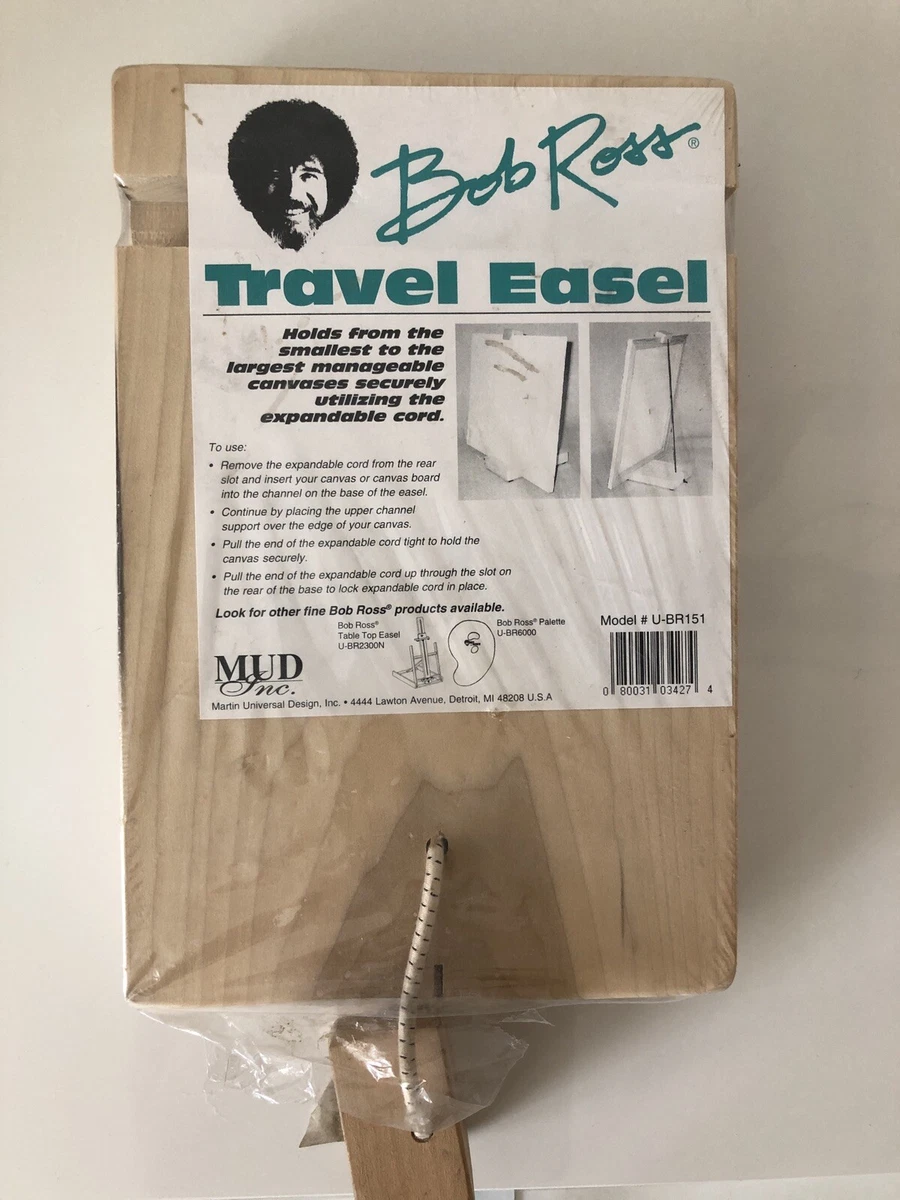 Bob Ross®
Travel Easel
Holds from the
smallest to the
largest manageable
canvases securely
utilizing the
expandable cord.
To use:
• Remove the expandable cord from the rear
slot and insert your canvas or canvas board
into the channel on the base of the easel.
• Continue by placing the upper channel
support over the edge of your canvas.
• Pull the end of the expandable cord tight to hold the
canvas securely.
• Pull the end of the expandable cord up through the slot on
the rear of the base to lock expandable cord in place.
Look for other fine Bob Ross® products available.
Bob Ross®
Table Top Easel
U-BR2300N
Bob Ross® Palette
U-BR6000
Model # U-BR151
0 80031 03427 4
MUD
Inc.
Martin Universal Design, Inc. • 4444 Lawton Avenue, Detroit, MI 48208 U.S.A